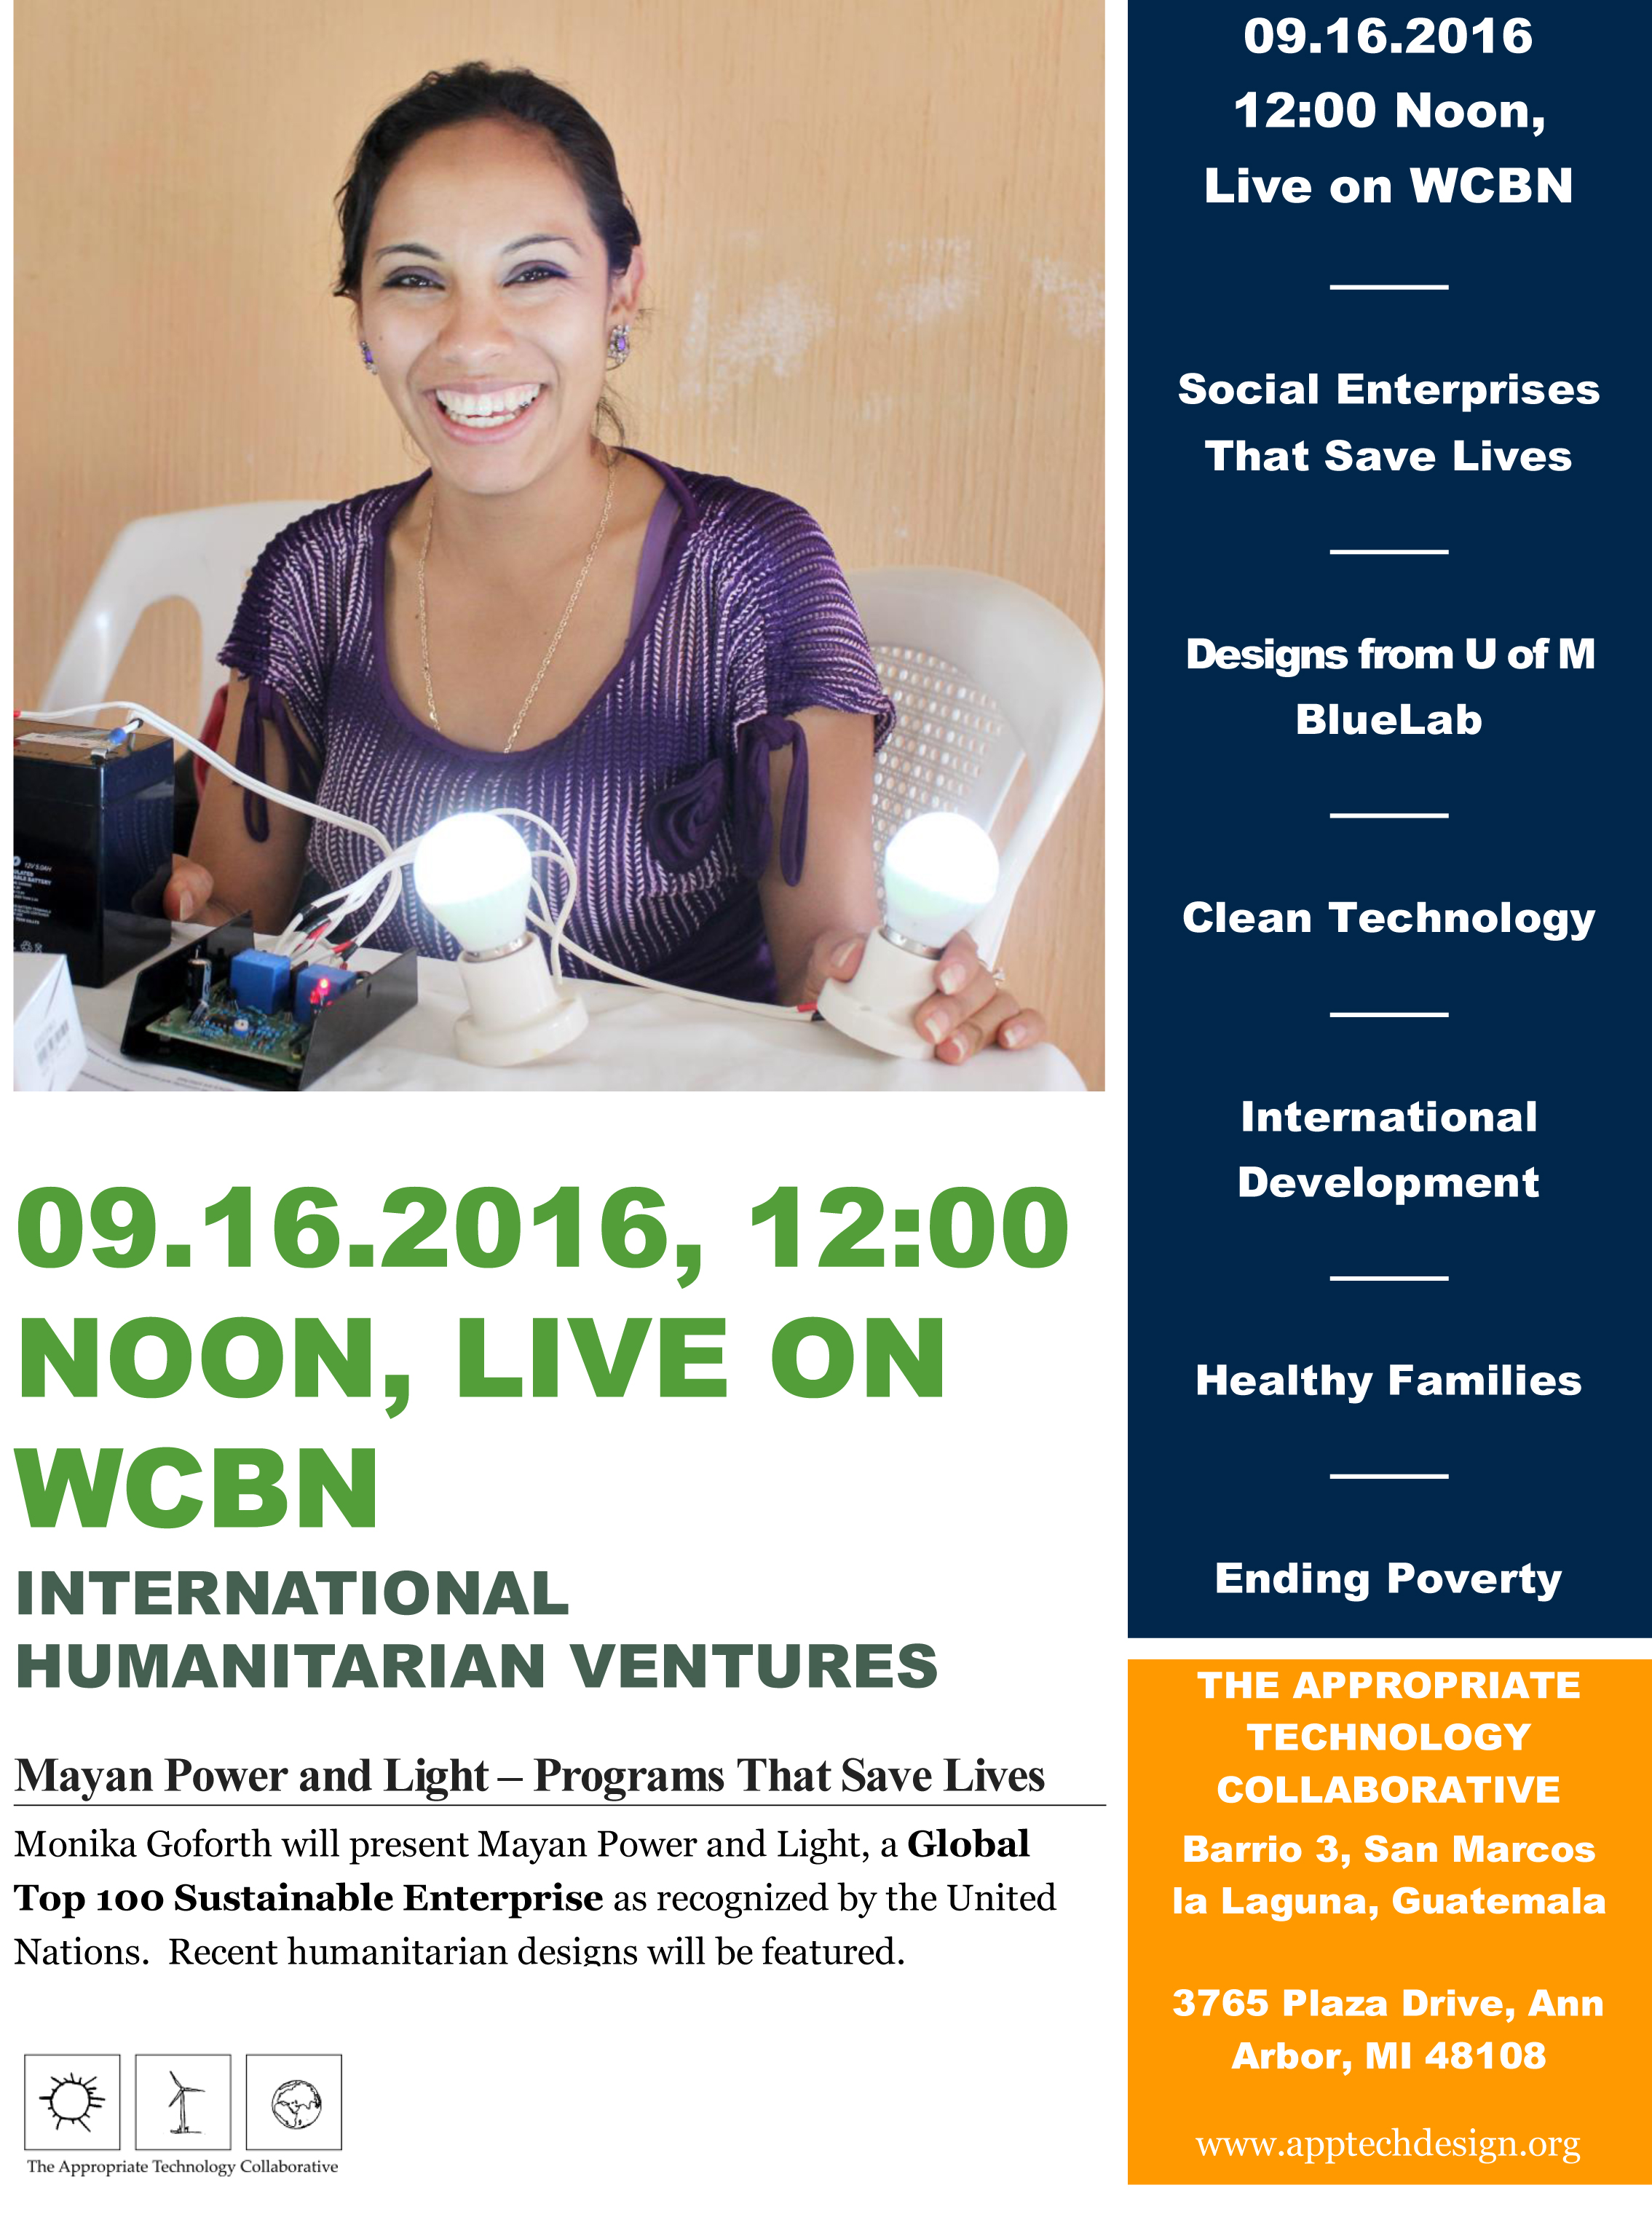 09.16.2016
12:00 Noon,
Live on WCBN
Social Enterprises
That Save Lives
Designs from U of M
BlueLab
Clean Technology
International
Development
Healthy Families
Ending Poverty
12V 5.0AH
09.16.2016, 12:00
NOON, LIVE ON
WCBN
INTERNATIONAL
HUMANITARIAN VENTURES
Mayan Power and Light – Programs That Save Lives
Monika Goforth will present Mayan Power and Light, a Global
Top 100 Sustainable Enterprise as recognized by the United
Nations.  Recent humanitarian designs will be featured.
The Appropriate Technology Collaborative
THE APPROPRIATE
TECHNOLOGY
COLLABORATIVE
Barrio 3, San Marcos
la Laguna, Guatemala
3765 Plaza Drive, Ann
Arbor, MI 48108
www.apptechdesign.org